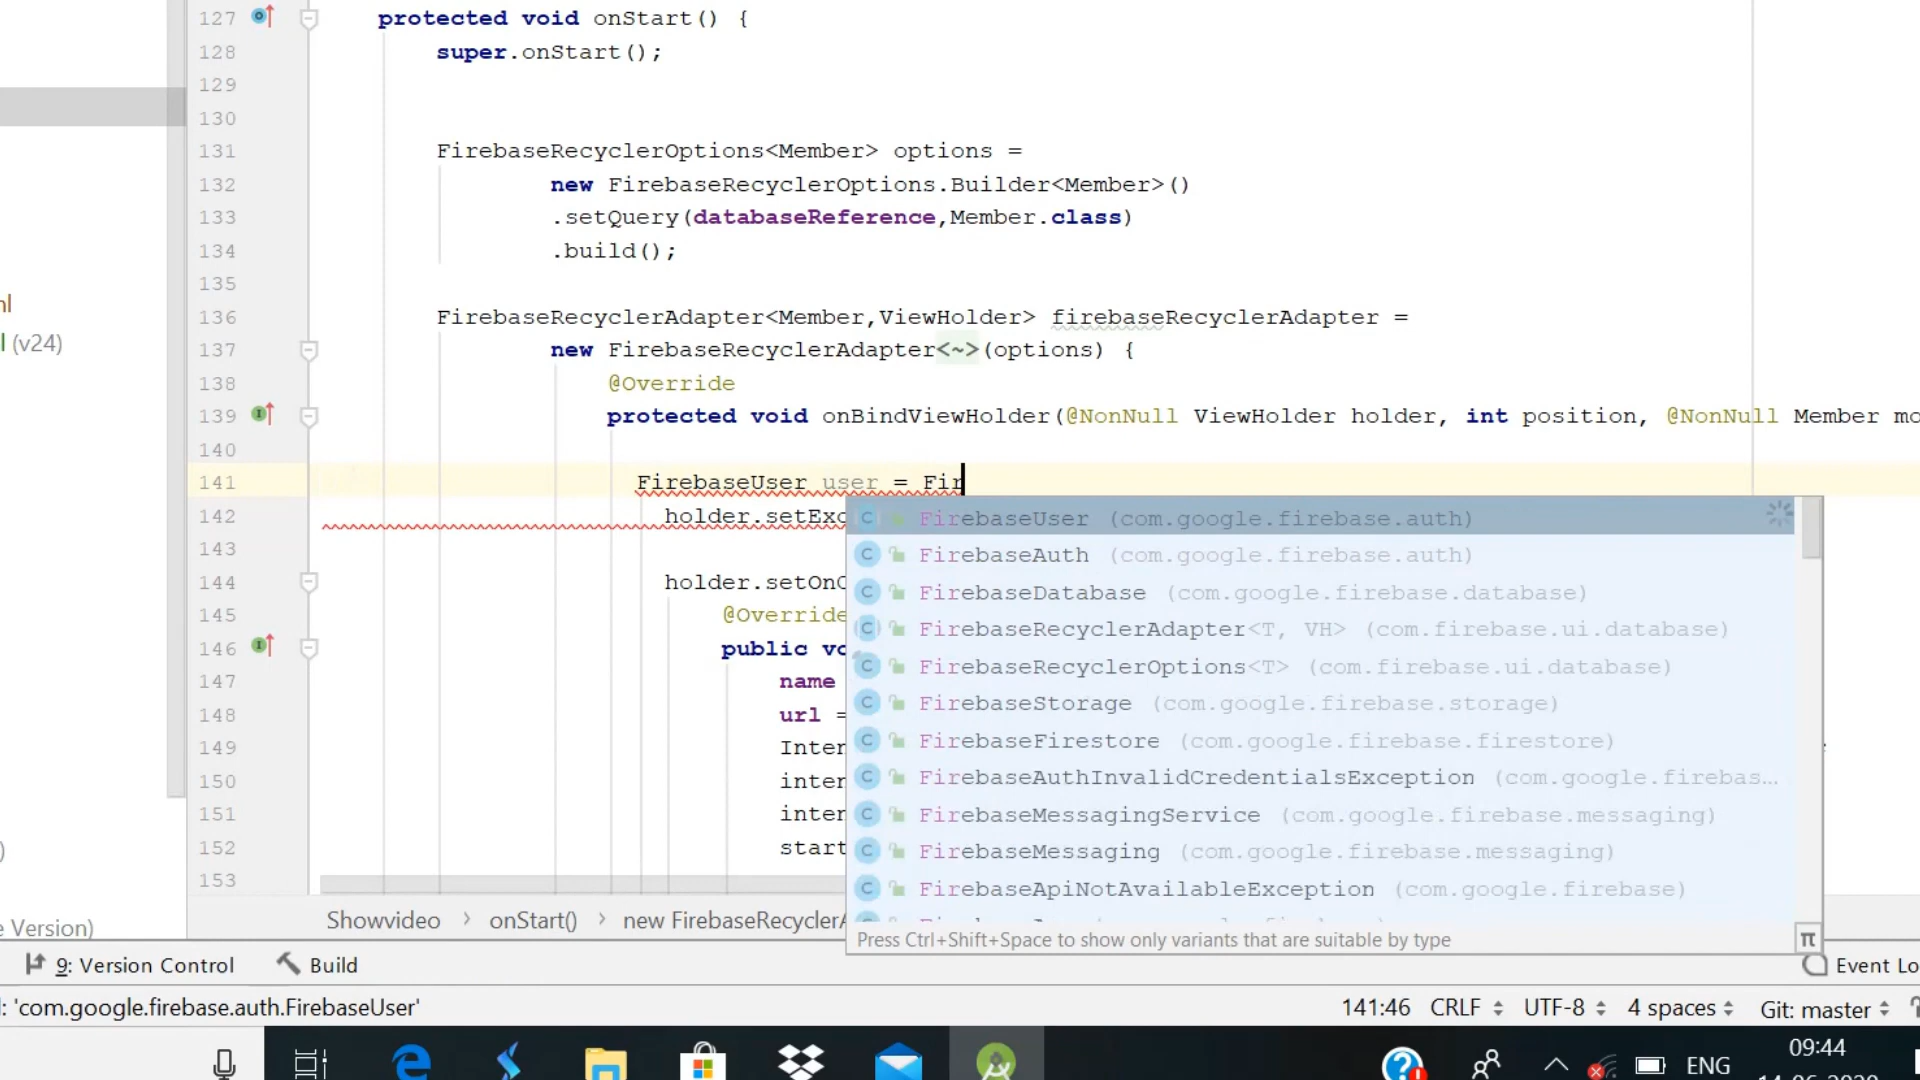 127 protected void onStart() {
128 super.onStart();
129
130
131 FirebaseRecyclerOptions<Member> options =
132 new FirebaseRecyclerOptions.Builder<Member>()
133 .setQuery(databaseReference,Member.class)
134 .build();
135
136 FirebaseRecyclerAdapter<Member,ViewHolder> firebaseRecyclerAdapter =
137 new FirebaseRecyclerAdapter<~>(options) {
138 @Override
139 protected void onBindViewHolder(@NonNull ViewHolder holder, int position, @NonNull Member mo
140
141 FirebaseUser user = Fir
142 holder.setExo
143
144 holder.setOnC
145 @Override
146 public vo
147 name
148 url =
149 Inten
150 inten
151 inten
152 start
153
l (v24)
e Version)
FirebaseUser (com.google.firebase.auth)
FirebaseAuth (com.google.firebase.auth)
FirebaseDatabase (com.google.firebase.database)
FirebaseRecyclerAdapter<T, VH> (com.firebase.ui.database)
FirebaseRecyclerOptions<T> (com.firebase.ui.database)
FirebaseStorage (com.google.firebase.storage)
FirebaseFirestore (com.google.firebase.firestore)
FirebaseAuthInvalidCredentialsException (com.google.firebas...
FirebaseMessagingService (com.google.firebase.messaging)
FirebaseMessaging (com.google.firebase.messaging)
FirebaseApiNotAvailableException (com.google.firebase)
Press Ctrl+Shift+Space to show only variants that are suitable by type π
Showvideo > onStart() > new FirebaseRecyclerA
9: Version Control Build Event Lo
: 'com.google.firebase.auth.FirebaseUser' 141:46 CRLF UTF-8 4 spaces Git: master
ENG 09:44